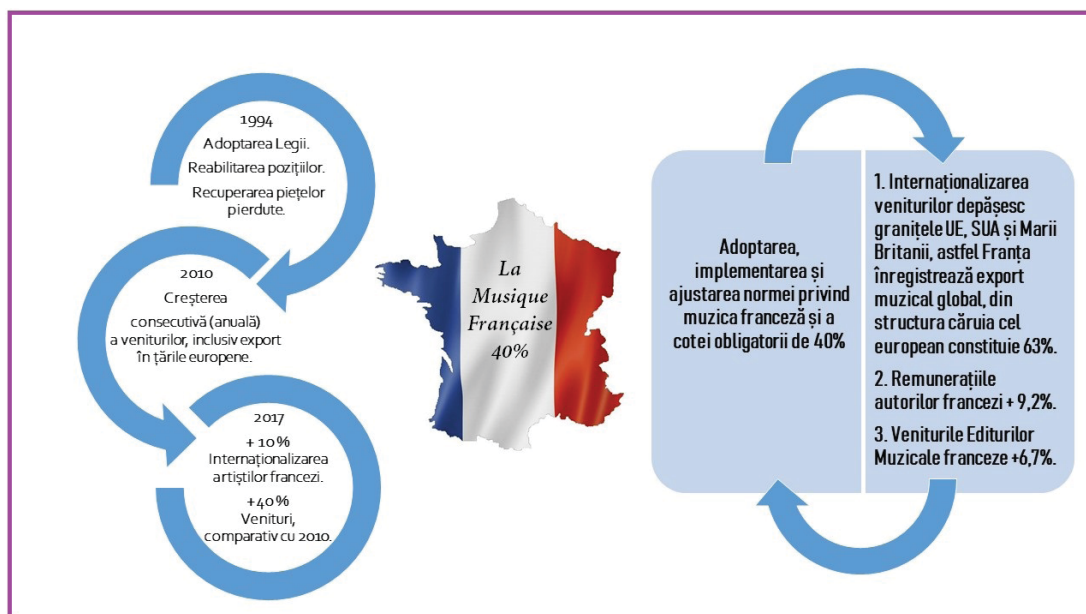 1994
Adoptarea Legii.
Reabilitarea pozițiilor.
Recuperarea piețelor
pierdute.
2010
Creșterea
consecutivă (anuală)
a veniturilor, inclusiv export
în țările europene.
2017
+ 10%
Internaționalizarea
artiștilor francezi.
+40%
Venituri,
comparativ cu 2010.
La
Musique
Française
40%
Adoptarea,
implementarea și
ajustarea normei privind
muzica franceză și a
cotei obligatorii de 40%
1. Internaționalizarea
veniturilor depășesc
granițele UE, SUA și Marii
Britanii, astfel Franța
înregistrează export
muzical global, din
structura căruia cel
european constituie 63%.
2. Remunerațiile
autorilor francezi + 9,2%.
3. Veniturile Editurilor
Muzicale franceze +6,7%.